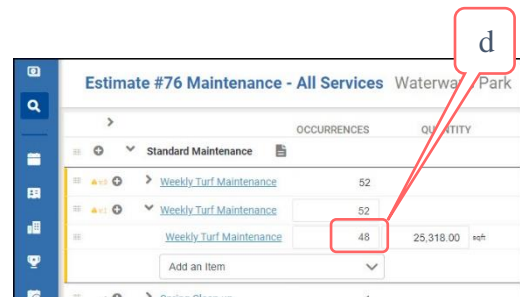 d
Estimate #76 Maintenance - All Services Waterway Park
OCCURRENCES QUANTITY
Standard Maintenance
Weekly Turf Maintenance 52
Weekly Turf Maintenance 52
Weekly Turf Maintenance 48 25,318.00 sqft
Add an Item